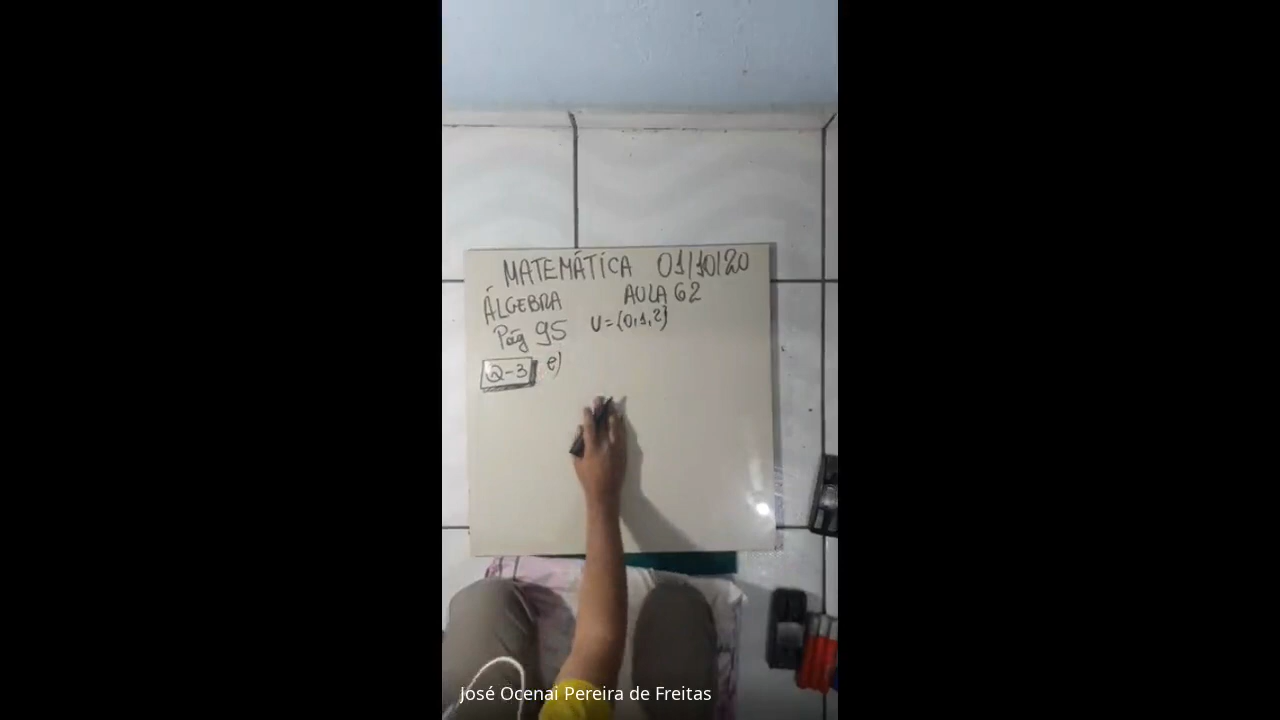 MATEMÁTICA 01/10/20
ÁLGEBRA AULA 62
Pág 95 U={0,1,2}
Q-3 e)
José Ocenai Pereira de Freitas